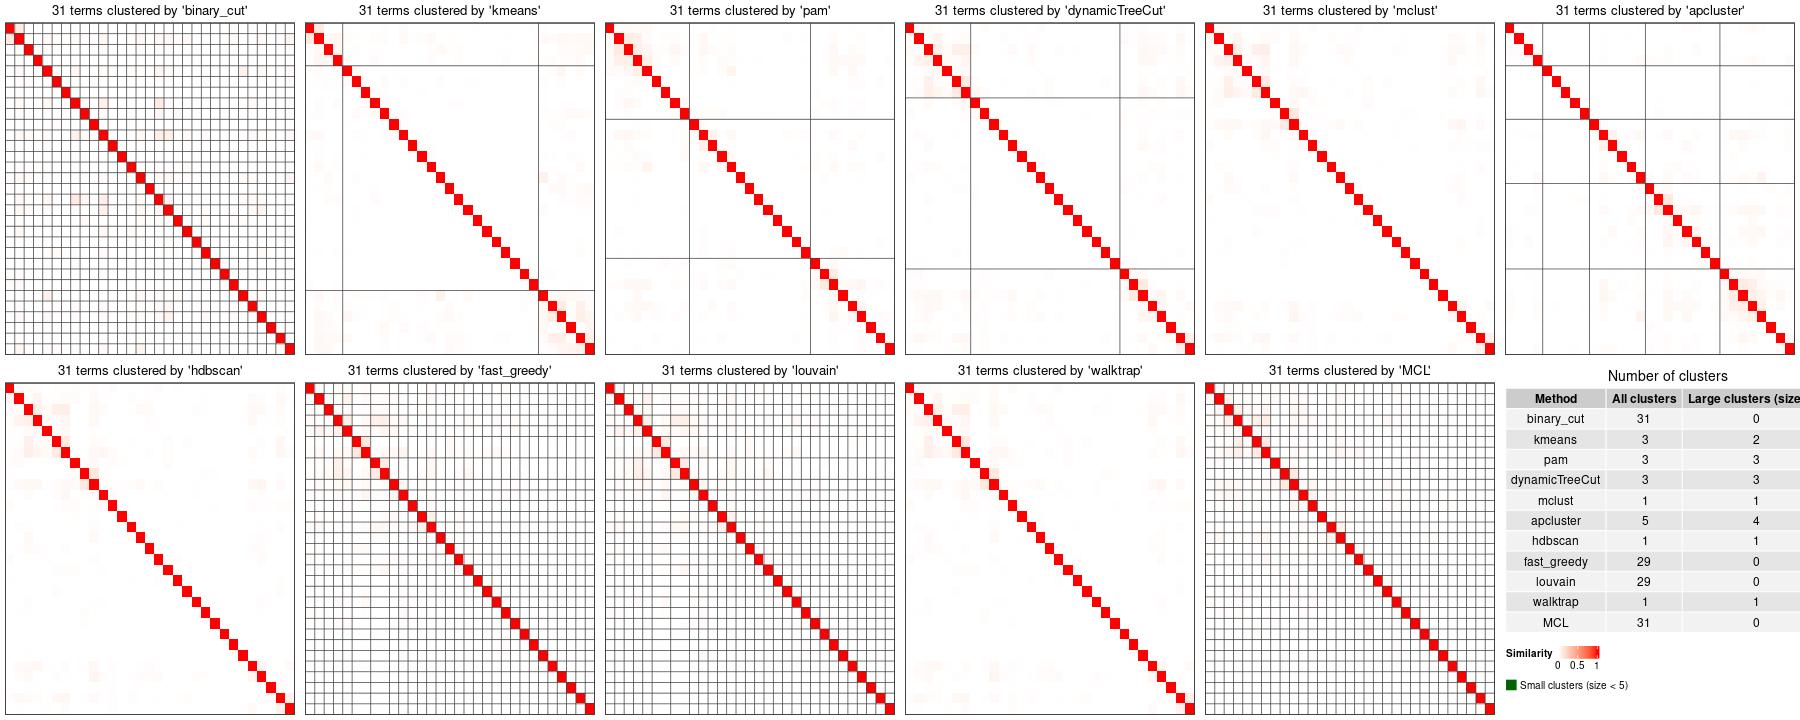 31 terms clustered by 'binary_cut'
31 terms clustered by 'kmeans'
31 terms clustered by 'pam'
31 terms clustered by 'dynamicTreeCut'
31 terms clustered by 'mclust'
31 terms clustered by 'apcluster'
31 terms clustered by 'hdbscan'
31 terms clustered by 'fast_greedy'
31 terms clustered by 'louvain'
31 terms clustered by 'walktrap'
31 terms clustered by 'MCL'
Number of clusters
Method All clusters Large clusters (size
binary_cut 31 0
kmeans 3 2
pam 3 3
dynamicTreeCut 3 3
mclust 1 1
apcluster 5 4
hdbscan 1 1
fast_greedy 29 0
louvain 29 0
walktrap 1 1
MCL 31 0
Similarity
0 0.5 1
Small clusters (size < 5)